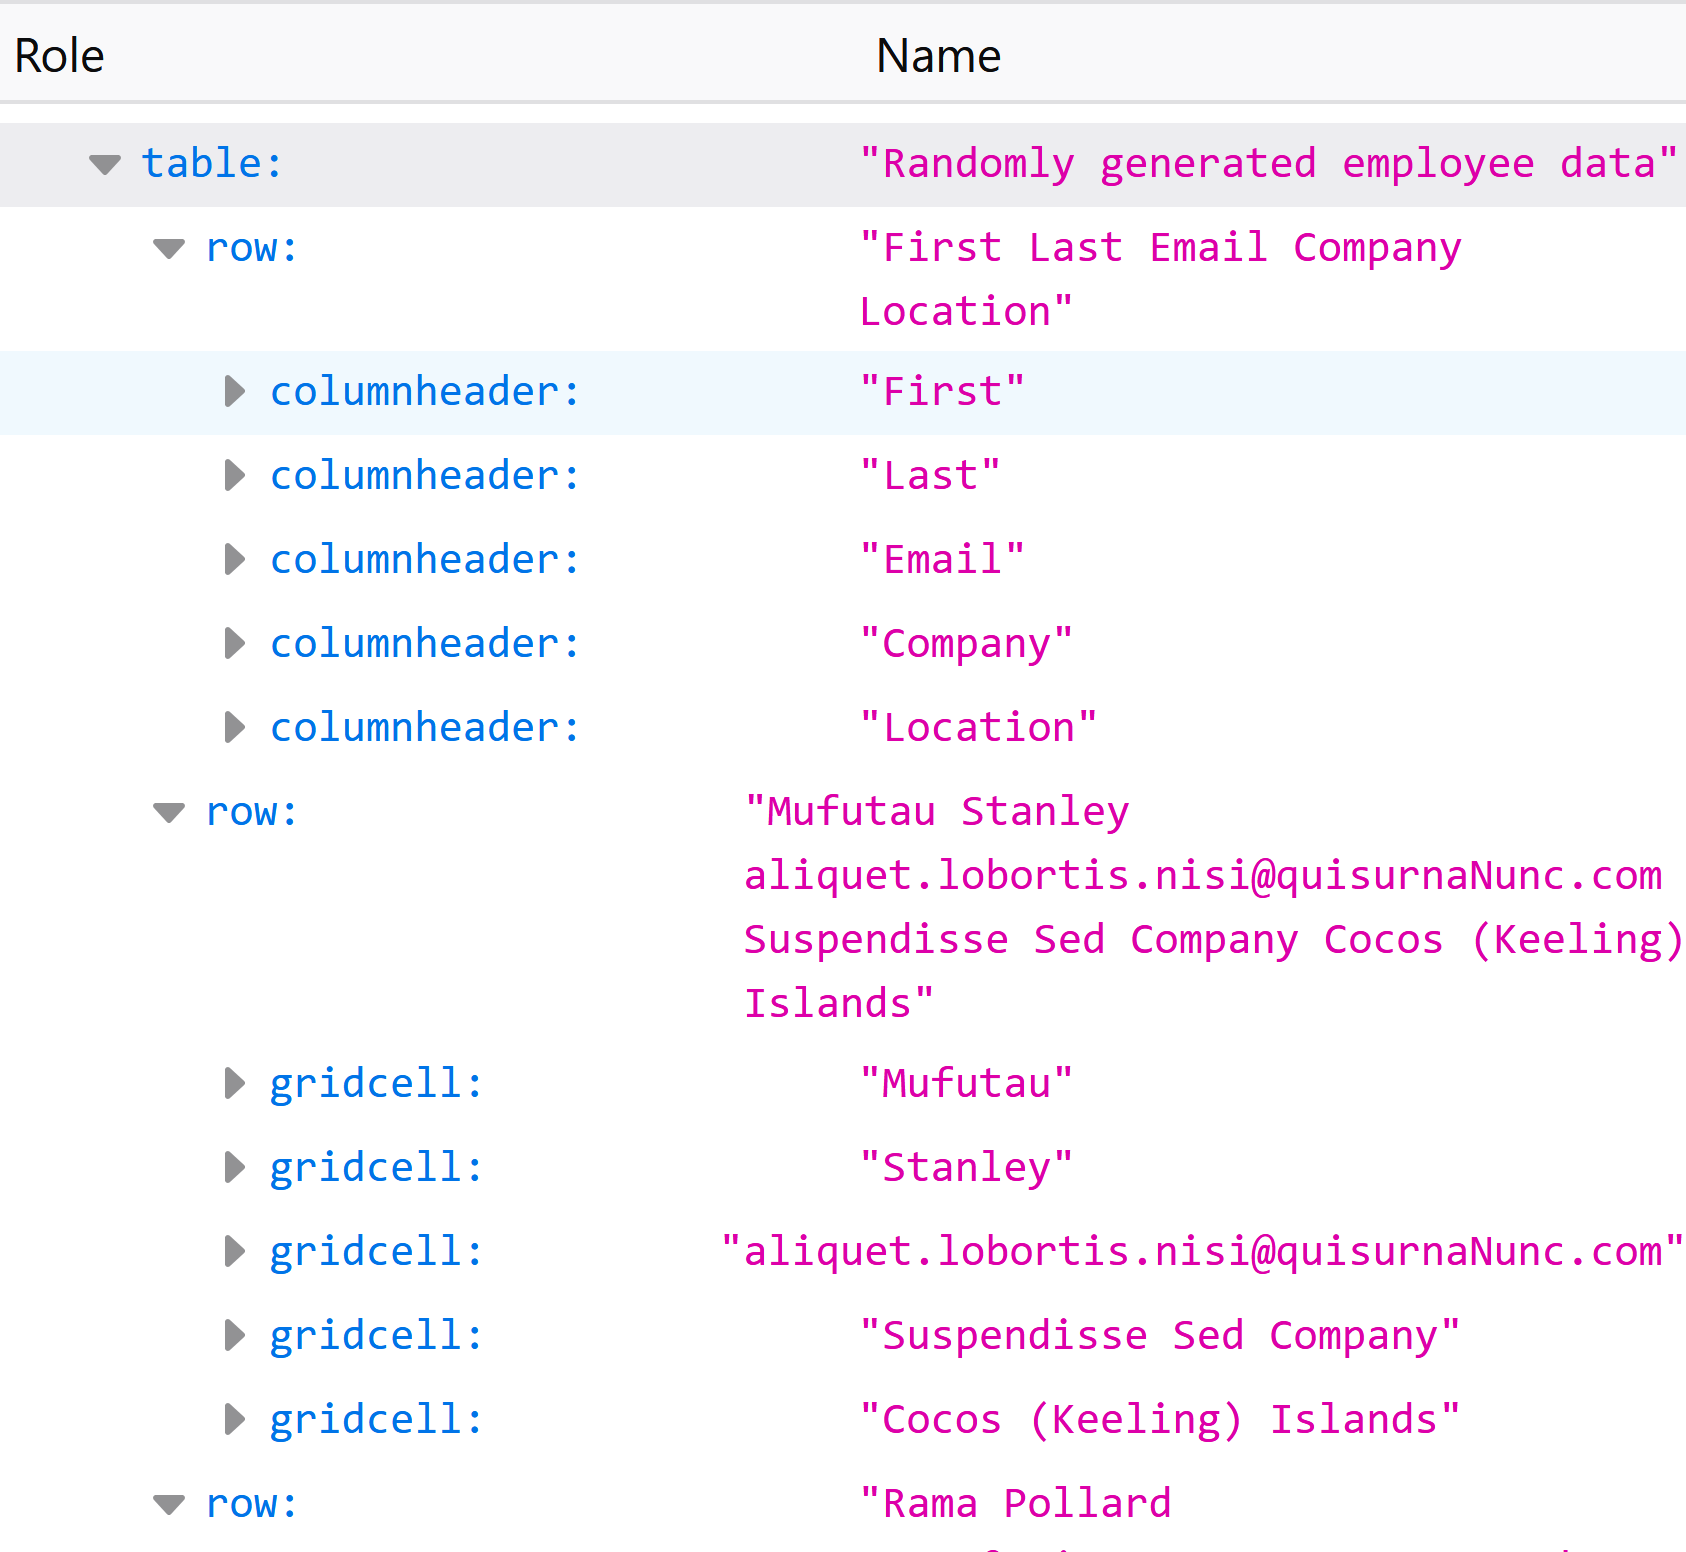 Role Name
table: "Randomly generated employee data"
row: "First Last Email Company
Location"
columnheader: "First"
columnheader: "Last"
columnheader: "Email"
columnheader: "Company"
columnheader: "Location"
row: "Mufutau Stanley
aliquet.lobortis.nisi@quisurnaNunc.com
Suspendisse Sed Company Cocos (Keeling)
Islands"
gridcell: "Mufutau"
gridcell: "Stanley"
gridcell: "aliquet.lobortis.nisi@quisurnaNunc.com"
gridcell: "Suspendisse Sed Company"
gridcell: "Cocos (Keeling) Islands"
row: "Rama Pollard